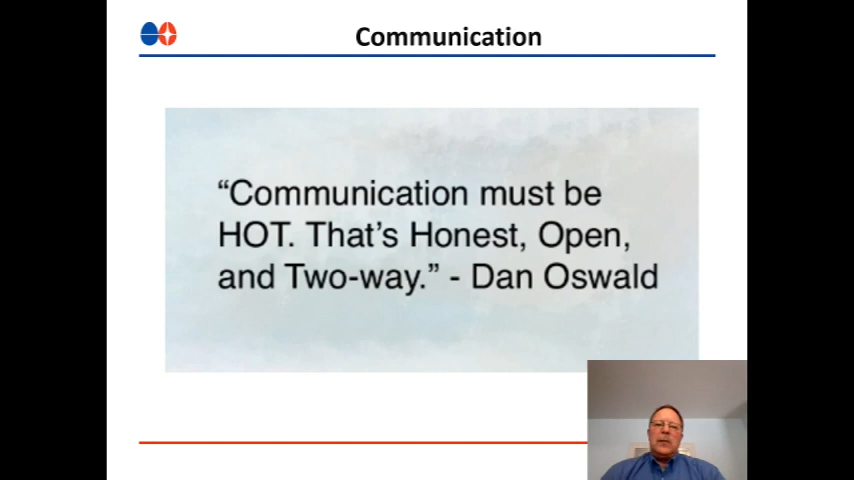 Communication
“Communication must be
HOT. That’s Honest, Open,
and Two-way.” - Dan Oswald